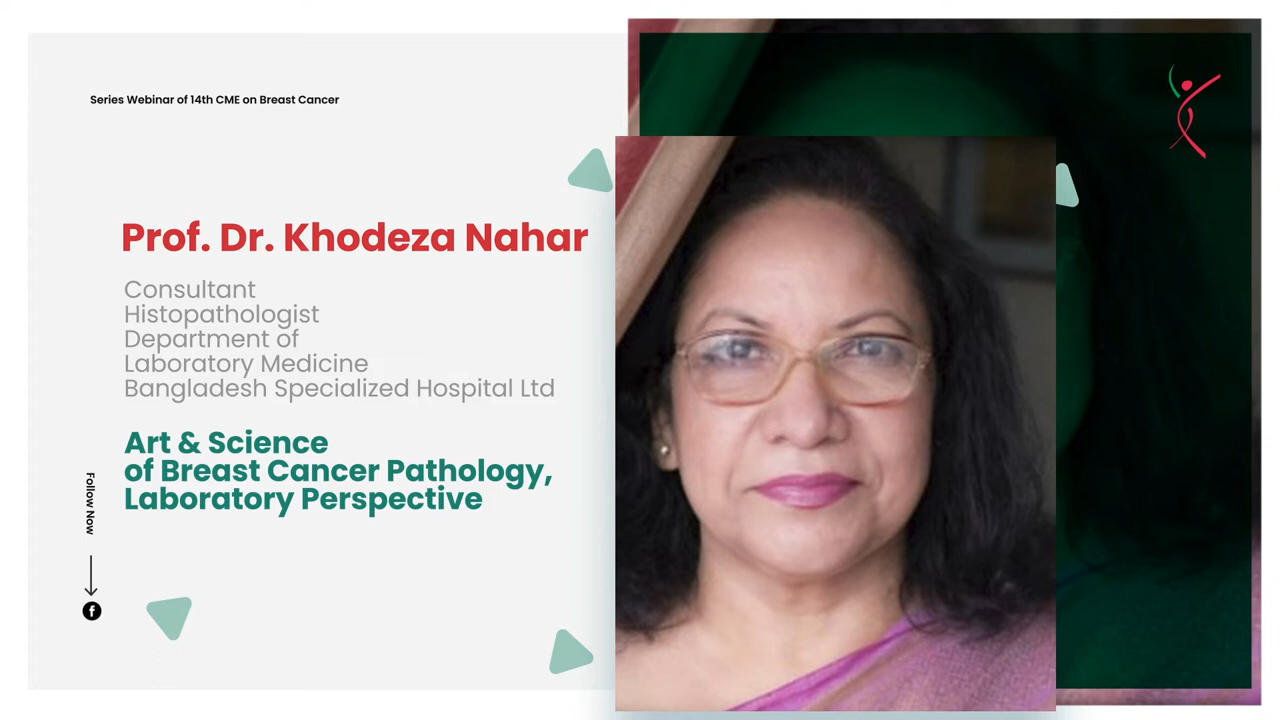 Series Webinar of 14th CME on Breast Cancer
Prof. Dr. Khodeza Nahar
Consultant
Histopathologist
Department of
Laboratory Medicine
Bangladesh Specialized Hospital Ltd
Art & Science
of Breast Cancer Pathology,
Laboratory Perspective
Follow Now